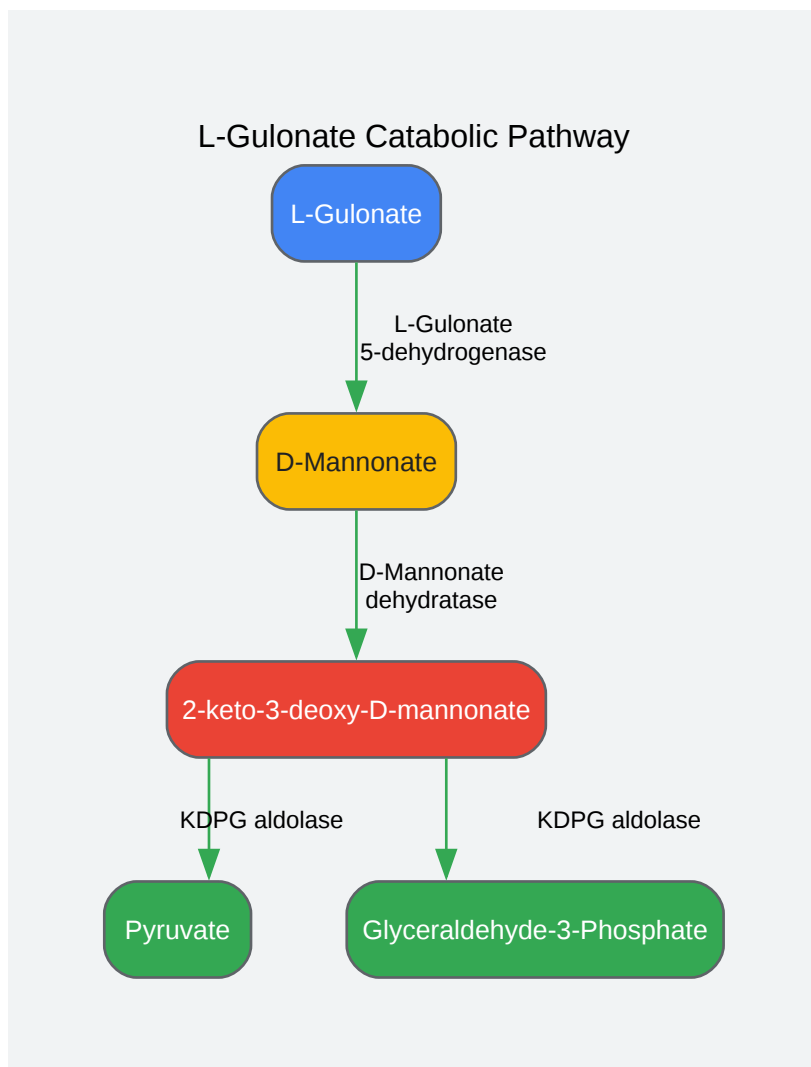 L-Gulonate Catabolic Pathway
L-Gulonate
L-Gulonate
5-dehydrogenase
D-Mannonate
D-Mannonate
dehydratase
2-keto-3-deoxy-D-mannonate
KDPG aldolase
KDPG aldolase
Pyruvate
Glyceraldehyde-3-Phosphate